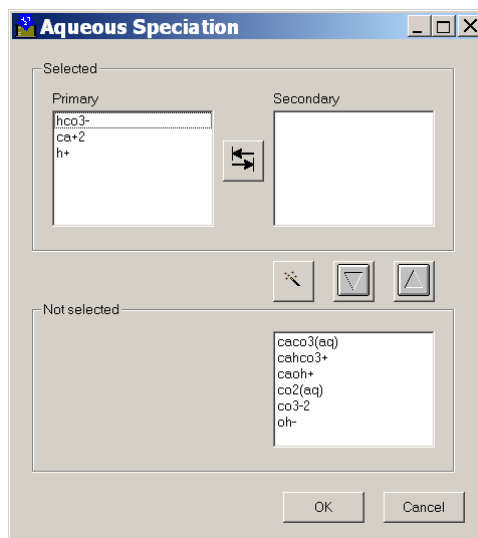 Aqueous Speciation
Selected
Primary
Secondary
hco3-
ca+2
h+
Not selected
caco3(aq)
cahco3+
caoh+
co2(aq)
co3-2
oh-
OK
Cancel